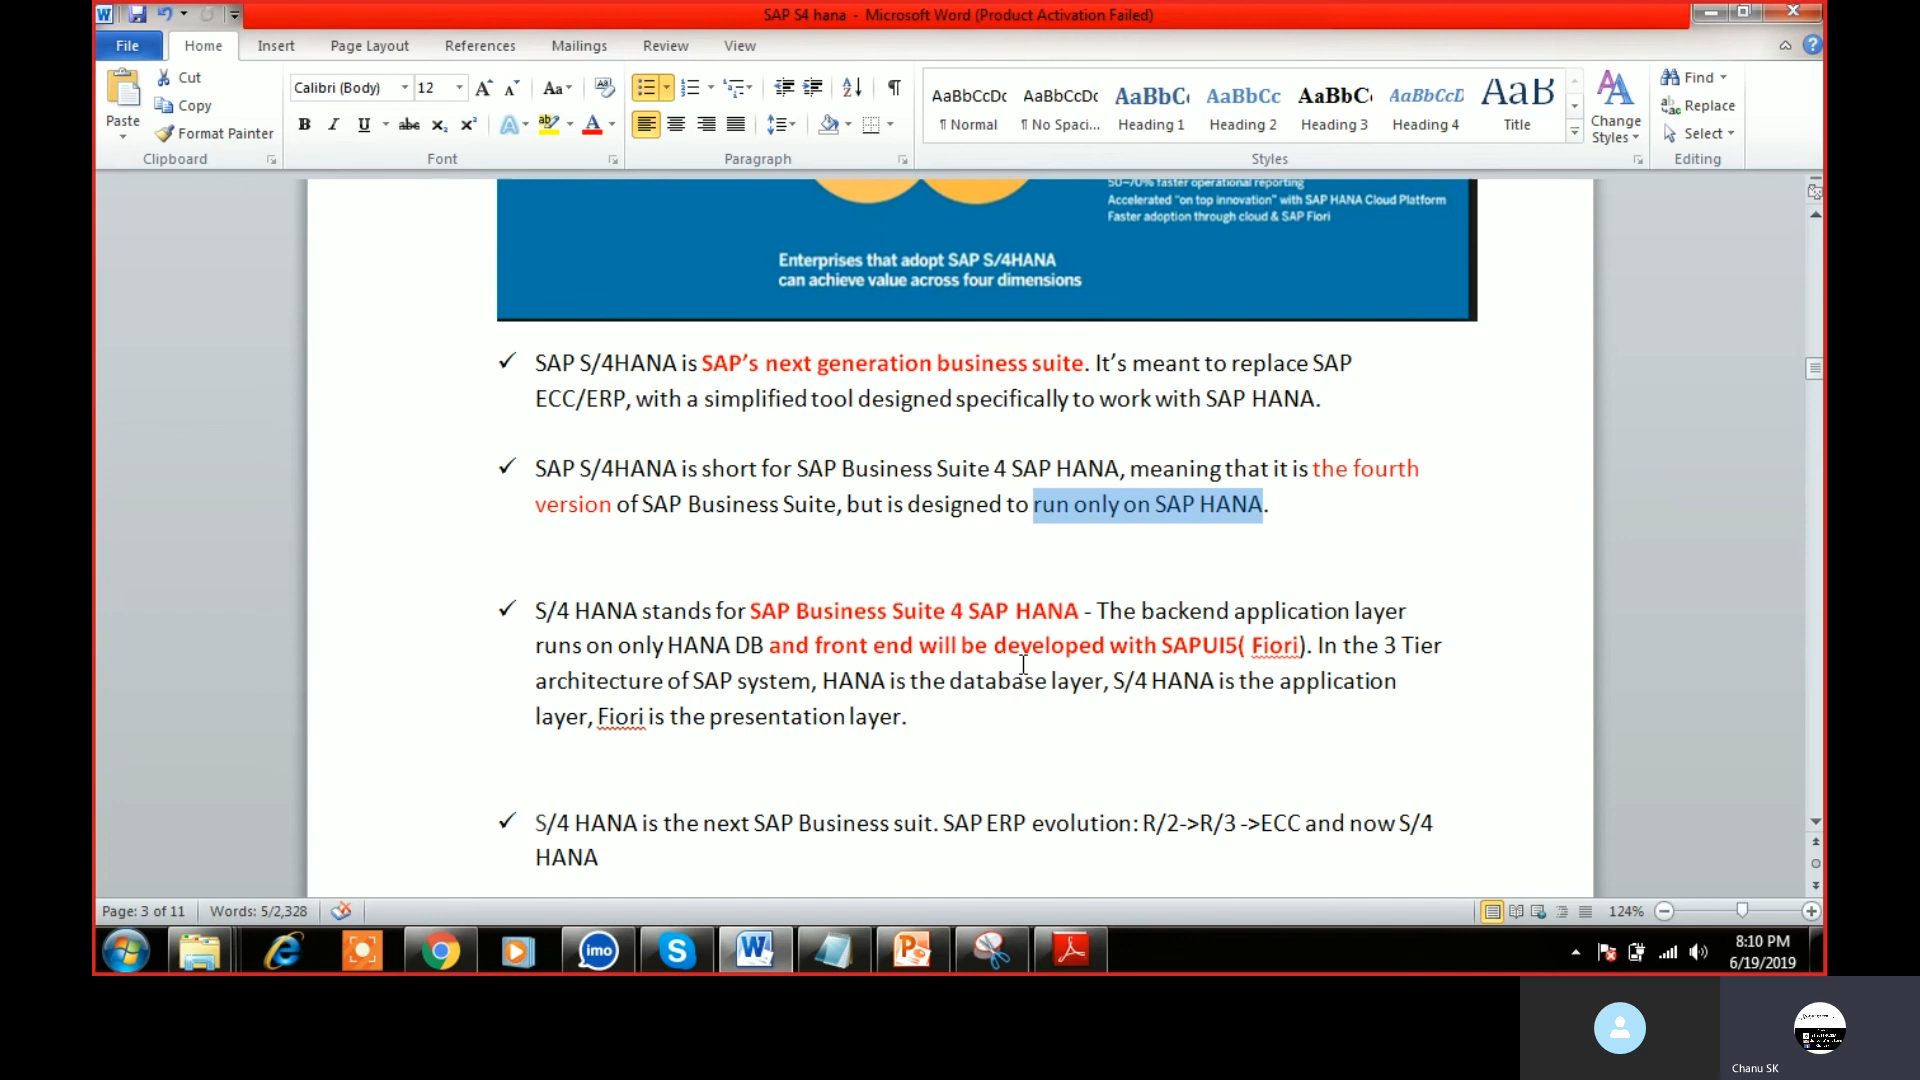 SAP S4 hana - Microsoft Word (Product Activation Failed)
File Home Insert Page Layout References Mailings Review View
Paste
Cut
Copy
Format Painter
Clipboard
Calibri (Body) 12
Font
Paragraph
AaBbCcDc AaBbCcDc AaBbC AaBbCc AaBbC AaBbCcD AaB
¶ Normal ¶ No Spaci... Heading 1 Heading 2 Heading 3 Heading 4 Title
Change
Styles
Styles
Find
Replace
Select
Editing
50–70% faster operational reporting
Accelerated “on top innovation” with SAP HANA Cloud Platform
Faster adoption through cloud & SAP Fiori
Enterprises that adopt SAP S/4HANA
can achieve value across four dimensions
✓ SAP S/4HANA is SAP’s next generation business suite. It’s meant to replace SAP
ECC/ERP, with a simplified tool designed specifically to work with SAP HANA.
✓ SAP S/4HANA is short for SAP Business Suite 4 SAP HANA, meaning that it is the fourth
version of SAP Business Suite, but is designed to run only on SAP HANA.
✓ S/4 HANA stands for SAP Business Suite 4 SAP HANA - The backend application layer
runs on only HANA DB and front end will be developed with SAPUI5( Fiori). In the 3 Tier
architecture of SAP system, HANA is the database layer, S/4 HANA is the application
layer, Fiori is the presentation layer.
✓ S/4 HANA is the next SAP Business suit. SAP ERP evolution: R/2->R/3 ->ECC and now S/4
HANA
Page: 3 of 11 Words: 5/2,328 124%
imo
8:10 PM
6/19/2019
Chanu SK